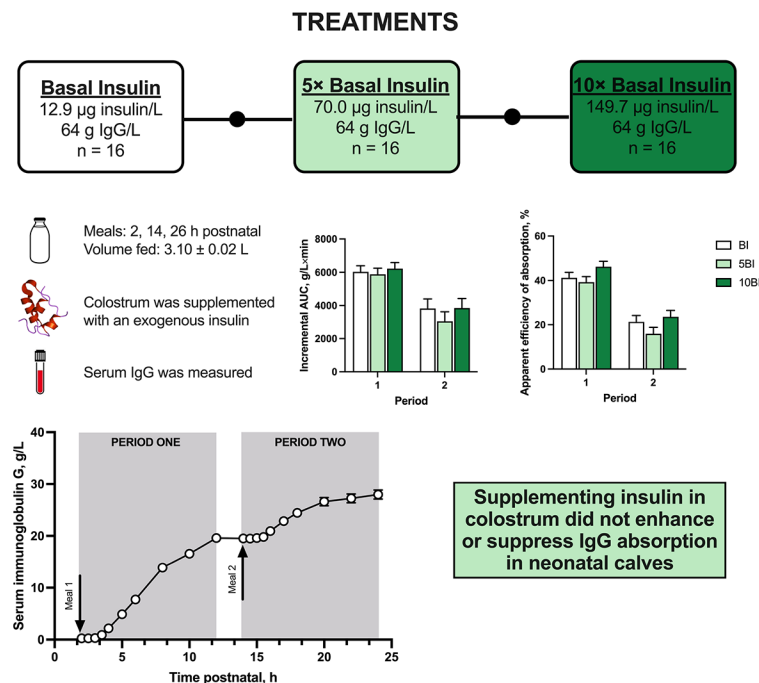 TREATMENTS
Basal Insulin
12.9 µg insulin/L
64 g IgG/L
n = 16
5× Basal Insulin
70.0 µg insulin/L
64 g IgG/L
n = 16
10× Basal Insulin
149.7 µg insulin/L
64 g IgG/L
n = 16
Meals: 2, 14, 26 h postnatal
Volume fed: 3.10 ± 0.02 L
Colostrum was supplemented
with an exogenous insulin
Serum IgG was measured
Incremental AUC, g/L×min
8000
6000
4000
2000
0
1
2
Period
Apparent efficiency of absorption, %
60
40
20
0
1
2
Period
BI
5BI
10BI
Serum immunoglobulin G, g/L
40
30
20
10
0
PERIOD ONE
PERIOD TWO
Meal 1
Meal 2
0
5
10
15
20
25
Time postnatal, h
Supplementing insulin in
colostrum did not enhance
or suppress IgG absorption
in neonatal calves